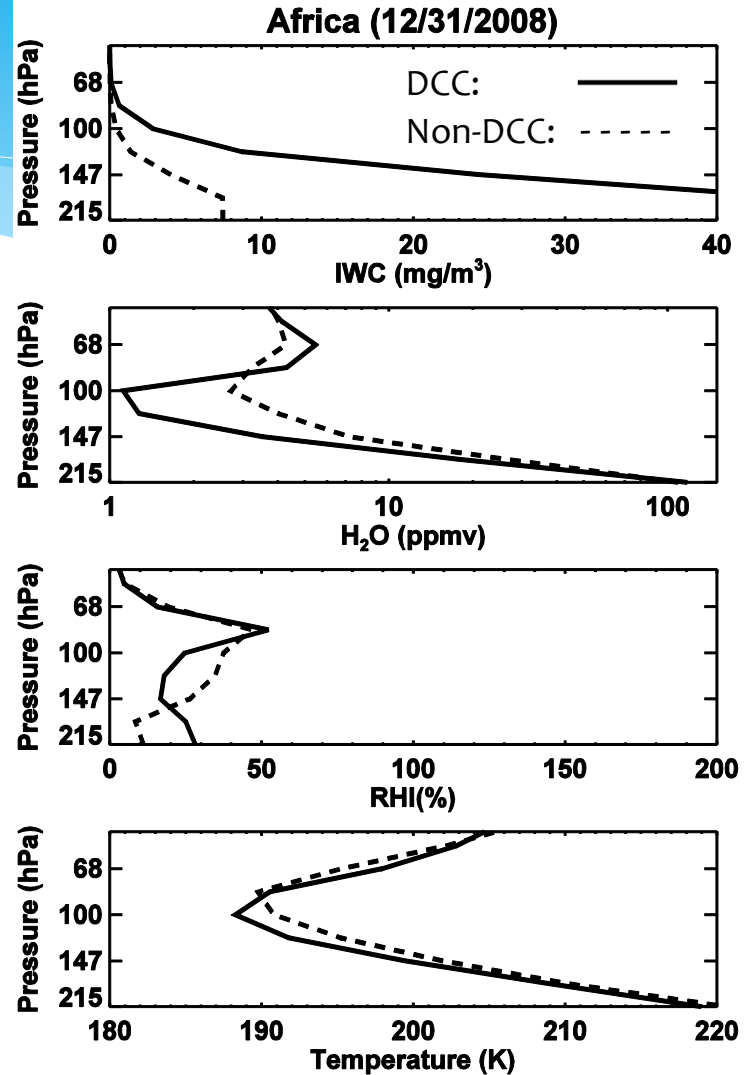 Africa (12/31/2008)
Pressure (hPa)
68
100
147
215
DCC:
Non-DCC:
0 10 20 30 40
IWC (mg/m³)
Pressure (hPa)
68
100
147
215
1 10 100
H₂O (ppmv)
Pressure (hPa)
68
100
147
215
0 50 100 150 200
RHI(%)
Pressure (hPa)
68
100
147
215
180 190 200 210 220
Temperature (K)